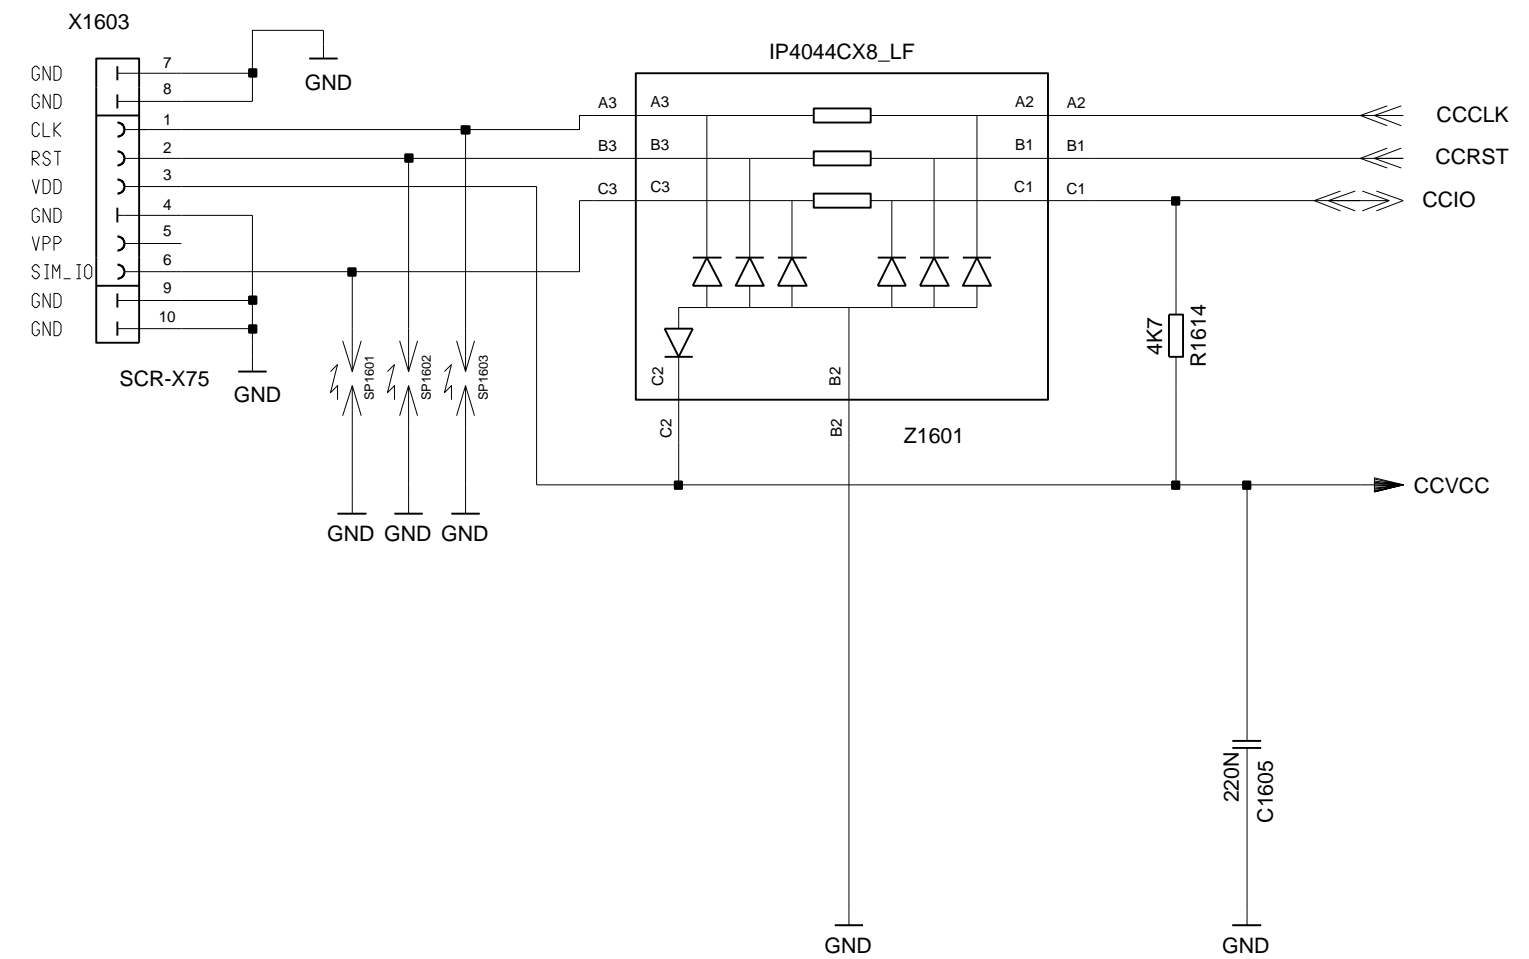 X1603
GND 7
GND 8
CLK 1
RST 2
VDD 3
GND 4
VPP 5
SIM_IO 6
GND 9
GND 10
SCR-X75
GND
GND
SP1601
SP1602
SP1603
GND GND GND
IP4044CX8_LF
A3 A3 A2 A2
B3 B3 B1 B1
C3 C3 C1 C1
C2
B2
C2
B2
Z1601
CCCLK
CCRST
CCIO
4K7
R1614
CCVCC
220N
C1605
GND
GND